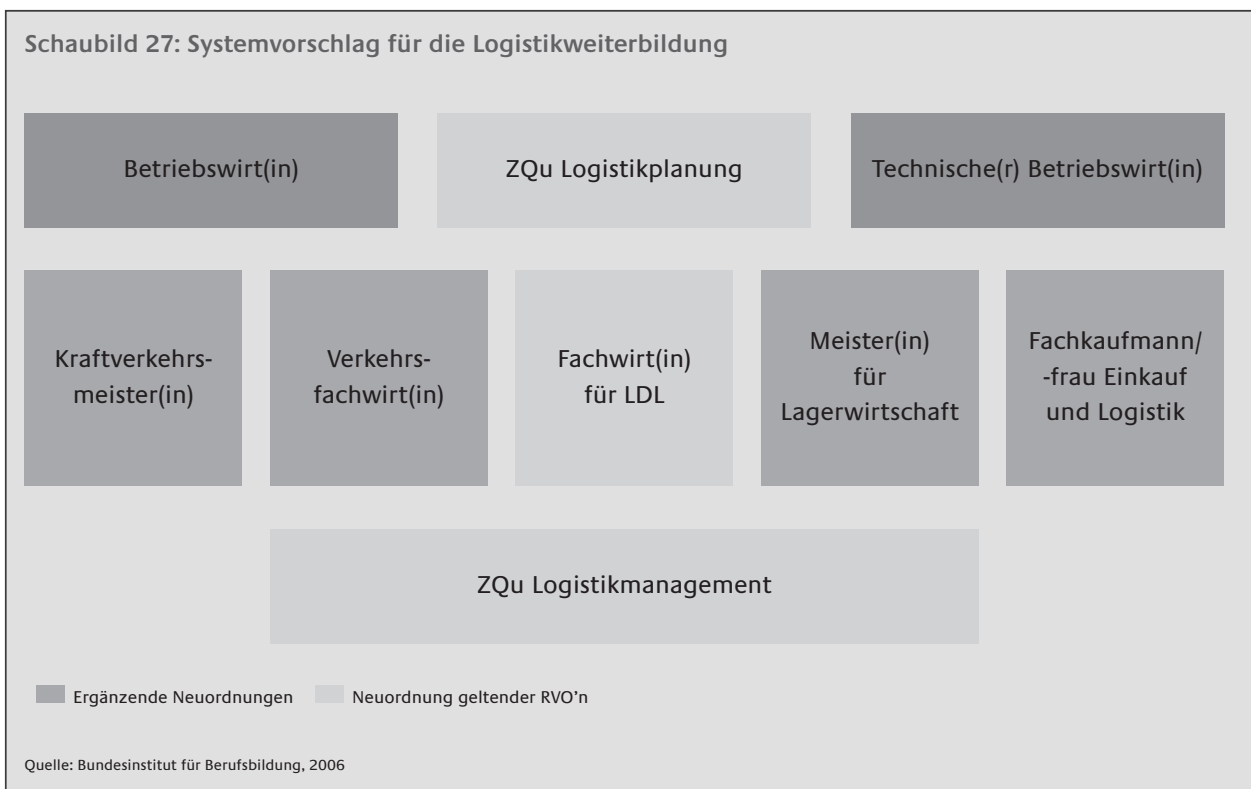 Schaubild 27: Systemvorschlag für die Logistikweiterbildung
Betriebswirt(in)
ZQu Logistikplanung
Technische(r) Betriebswirt(in)
Kraftverkehrs-
meister(in)
Verkehrs-
fachwirt(in)
Fachwirt(in)
für LDL
Meister(in)
für
Lagerwirtschaft
Fachkaufmann/
-frau Einkauf
und Logistik
ZQu Logistikmanagement
Ergänzende Neuordnungen
Neuordnung geltender RVO’n
Quelle: Bundesinstitut für Berufsbildung, 2006